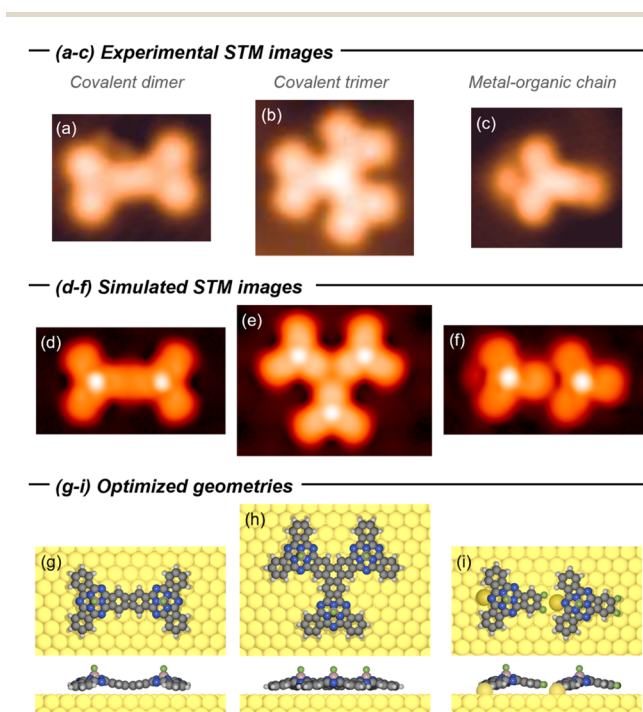 (a-c) Experimental STM images
Covalent dimer Covalent trimer Metal-organic chain
(a) (b) (c)
(d-f) Simulated STM images
(d) (e) (f)
(g-i) Optimized geometries
(g) (h) (i)